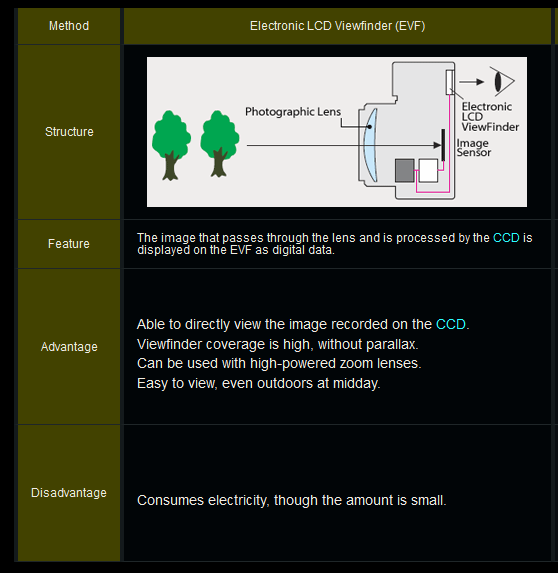 Method
Electronic LCD Viewfinder (EVF)
Structure
Photographic Lens
Electronic
LCD
ViewFinder
Image
Sensor
Feature
The image that passes through the lens and is processed by the CCD is
displayed on the EVF as digital data.
Advantage
Able to directly view the image recorded on the CCD.
Viewfinder coverage is high, without parallax.
Can be used with high-powered zoom lenses.
Easy to view, even outdoors at midday.
Disadvantage
Consumes electricity, though the amount is small.